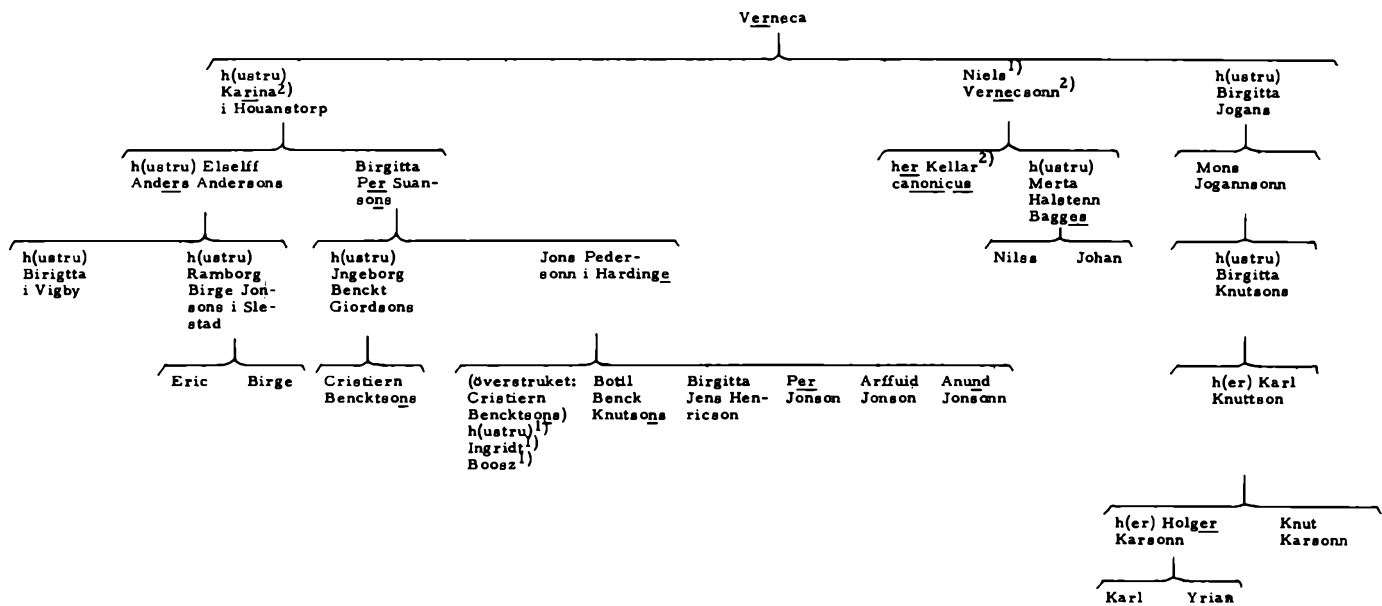 Verneca
h(ustru)
Karina2)
i Houanstorp
Niels1)
Vernecsonn2)
h(ustru)
Birgitta
Jogans
h(ustru) Elselff
Anders Andersons
Birgitta
Per Suan-
sons
her Kellar2)
canonicus
h(ustru)
Merta
Halstenn
Bagges
Mons
Jogannsonn
h(ustru)
Birigtta
i Vigby
h(ustru)
Ramborg
Birge Jon-
sons i Sle-
stad
h(ustru)
Jngeborg
Benckt
Giordsons
Jons Peder-
sonn i Hardinge
Nilss
Johan
h(ustru)
Birgitta
Knutsons
Eric
Birge
Cristiern
Bencktsons
(överstruket:
Cristiern
Bencktsons)
h(ustru)1)
Ingridt1)
Boosz1)
Botil
Benck
Knutsons
Birgitta
Jens Hen-
ricson
Per
Jonson
Arffuid
Jonson
Anund
Jonsonn
h(er) Karl
Knuttson
h(er) Holger
Karsonn
Knut
Karsonn
Karl
Yrian